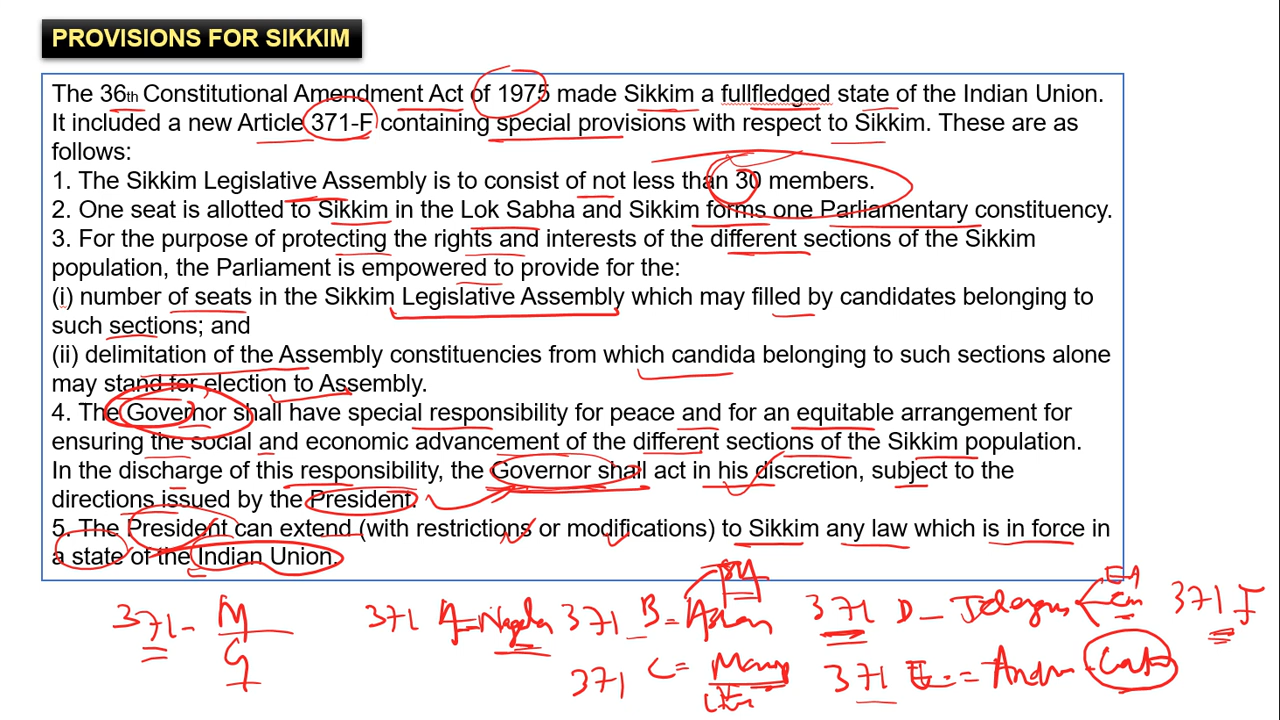 PROVISIONS FOR SIKKIM
The 36th Constitutional Amendment Act of 1975 made Sikkim a fullfledged state of the Indian Union.
It included a new Article 371-F containing special provisions with respect to Sikkim. These are as
follows:
1. The Sikkim Legislative Assembly is to consist of not less than 30 members.
2. One seat is allotted to Sikkim in the Lok Sabha and Sikkim forms one Parliamentary constituency.
3. For the purpose of protecting the rights and interests of the different sections of the Sikkim
population, the Parliament is empowered to provide for the:
(i) number of seats in the Sikkim Legislative Assembly which may filled by candidates belonging to
such sections; and
(ii) delimitation of the Assembly constituencies from which candida belonging to such sections alone
may stand for election to Assembly.
4. The Governor shall have special responsibility for peace and for an equitable arrangement for
ensuring the social and economic advancement of the different sections of the Sikkim population.
In the discharge of this responsibility, the Governor shall act in his discretion, subject to the
directions issued by the President.
5. The President can extend (with restrictions or modifications) to Sikkim any law which is in force in
a state of the Indian Union.
371 - M 371 A = 371 B = 371 D - 371 F
G 371 C = 371 E =